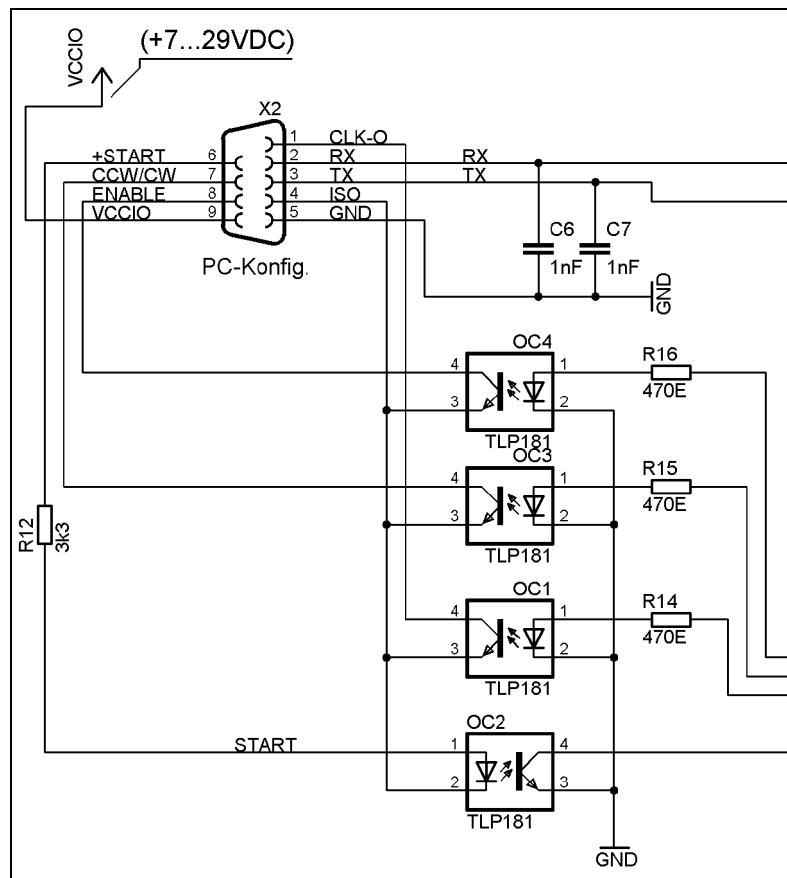 VCCIO
(+7...29VDC)
X2
1 CLK-O
+START 6 2 RX RX
CCW/CW 7 3 TX TX
ENABLE 8 4 ISO
VCCIO 9 5 GND
PC-Konfig.
C6
1nF
C7
1nF
GND
OC4
4 1
3 2
TLP181
R16
470E
OC3
4 1
3 2
TLP181
R15
470E
R12
3k3
OC1
4 1
3 2
TLP181
R14
470E
OC2
START 1 4
2 3
TLP181
GND